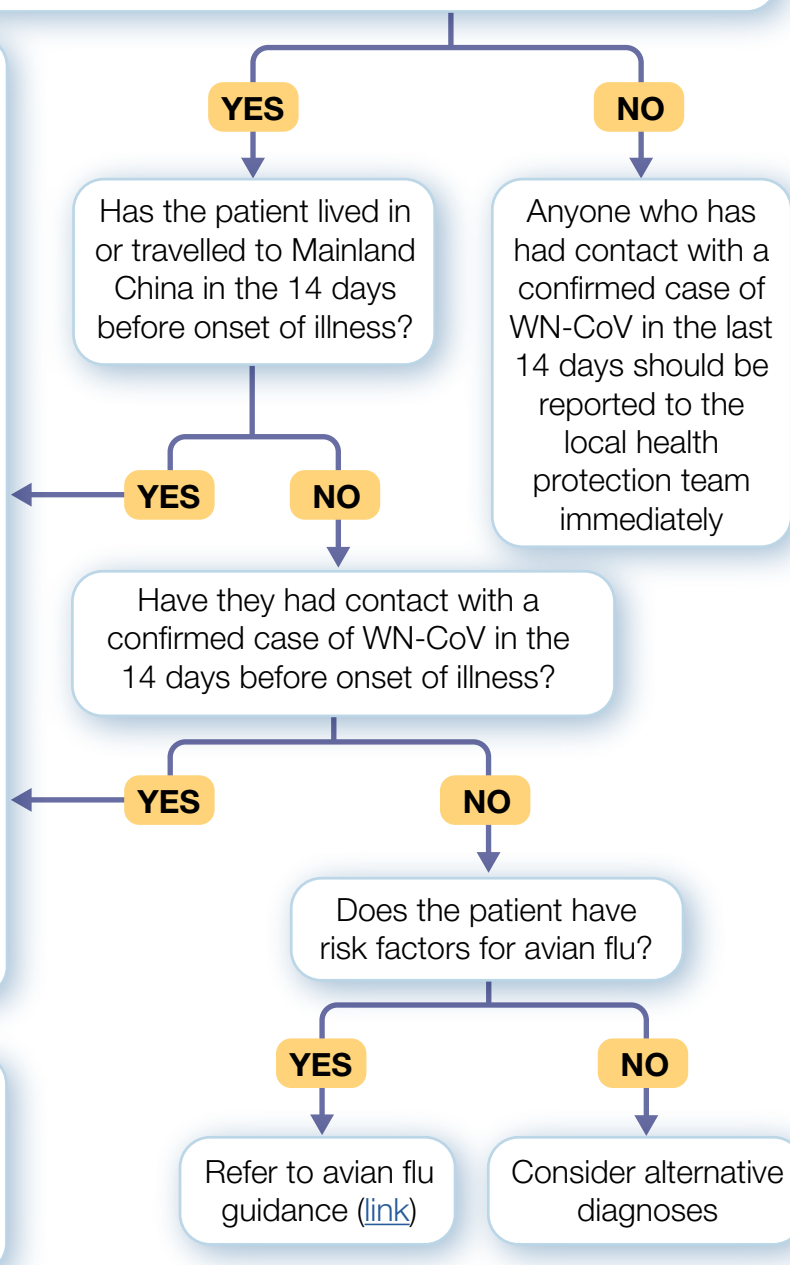 YES
NO
Has the patient lived in
or travelled to Mainland
China in the 14 days
before onset of illness?
Anyone who has
had contact with a
confirmed case of
WN-CoV in the last
14 days should be
reported to the
local health
protection team
immediately
YES
NO
Have they had contact with a
confirmed case of WN-CoV in the
14 days before onset of illness?
YES
NO
Does the patient have
risk factors for avian flu?
YES
NO
Refer to avian flu
guidance (link)
Consider alternative
diagnoses